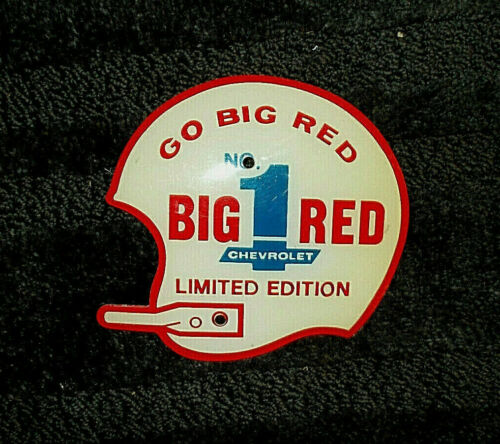 GO BIG RED
NO.
BIG 1 RED
CHEVROLET
LIMITED EDITION